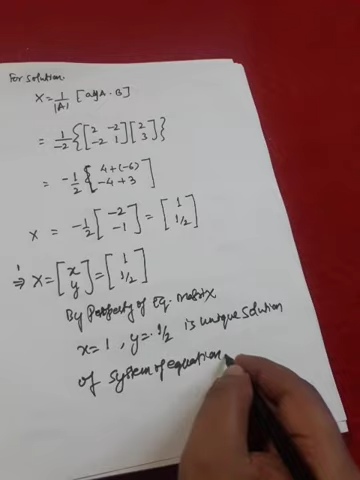 For solution.
X = 1/|A| [adjA · B]
= 1/-2 { [2 -2 -2 1] [2 3] }
= -1/2 { 4+(-6) -4+3 ]
X = -1/2 [-2 -1] = [1 1/2]
⇒ X = [x y] = [1 1/2]
By Property of Eq. matrix
x = 1 , y = 1/2 is unique solution
of system of equation